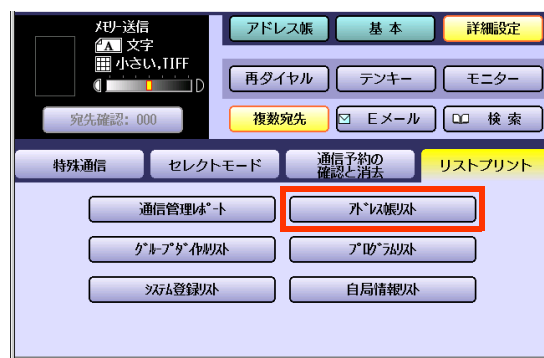 ﾒﾓﾘｰ送信
A 文字
小さい,TIFF
D
宛先確認: 000
アドレス帳 基本 詳細設定
再ダイヤル テンキー モニター
複数宛先 Eメール 検索
特殊通信 セレクトモード 通信予約の
確認と消去 リストプリント
通信管理ﾚﾎﾟｰﾄ ｱﾄﾞﾚｽ帳ﾘｽﾄ
ｸﾞﾙｰﾌﾟﾀﾞｲﾔﾙﾘｽﾄ ﾌﾟﾛｸﾞﾗﾑﾘｽﾄ
ｼｽﾃﾑ登録ﾘｽﾄ 自局情報ﾘｽﾄ